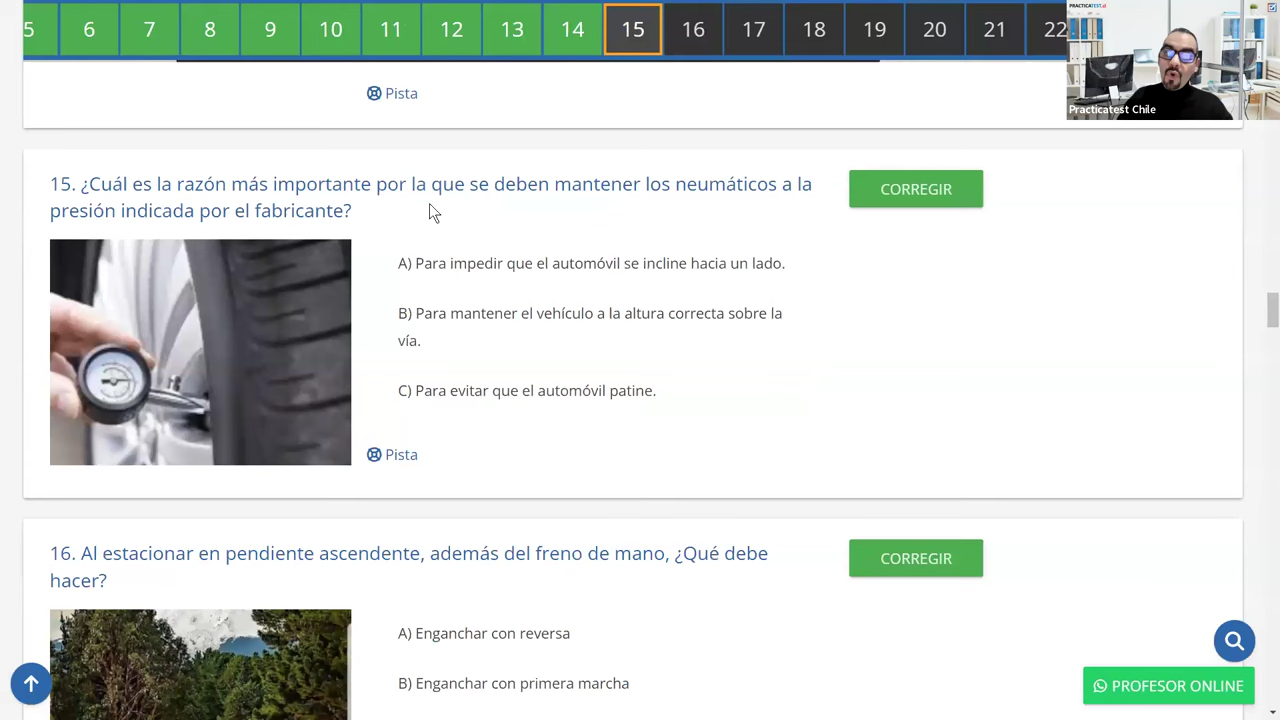 5 6 7 8 9 10 11 12 13 14 15 16 17 18 19 20 21 22
PRACTICATEST.cl
Practicatest Chile
Pista
15. ¿Cuál es la razón más importante por la que se deben mantener los neumáticos a la
presión indicada por el fabricante?
CORREGIR
A) Para impedir que el automóvil se incline hacia un lado.
B) Para mantener el vehículo a la altura correcta sobre la
vía.
C) Para evitar que el automóvil patine.
Pista
16. Al estacionar en pendiente ascendente, además del freno de mano, ¿Qué debe
hacer?
CORREGIR
A) Enganchar con reversa
B) Enganchar con primera marcha
PROFESOR ONLINE